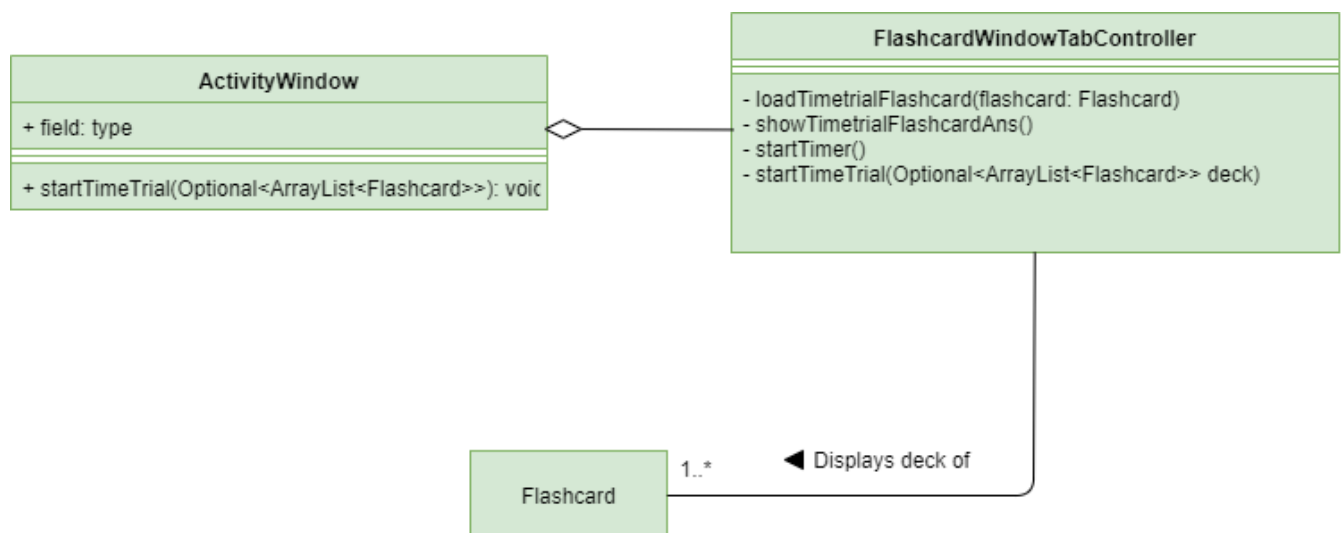 ActivityWindow
+ field: type
+ startTimeTrial(Optional<ArrayList<Flashcard>>): voic
FlashcardWindowTabController
- loadTimetrialFlashcard(flashcard: Flashcard)
- showTimetrialFlashcardAns()
- startTimer()
- startTimeTrial(Optional<ArrayList<Flashcard>> deck)
1..*
Displays deck of
Flashcard